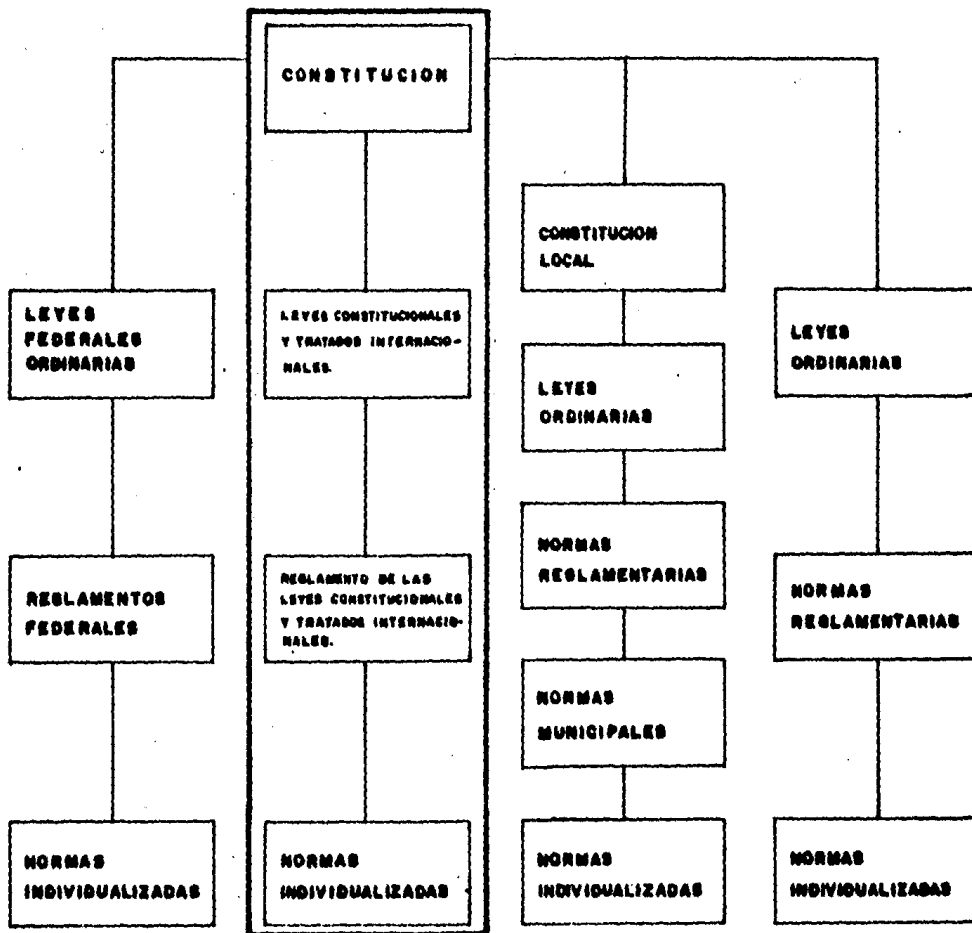 CONSTITUCION
LEYES
FEDERALES
ORDINARIAS
REGLAMENTOS
FEDERALES
NORMAS
INDIVIDUALIZADAS
LEYES CONSTITUCIONALES
Y TRATADOS INTERNACIO-
NALES.
REGLAMENTO DE LAS
LEYES CONSTITUCIONALES
Y TRATADOS INTERNACIO-
NALES.
NORMAS
INDIVIDUALIZADAS
CONSTITUCION
LOCAL
LEYES
ORDINARIAS
NORMAS
REGLAMENTARIAS
NORMAS
MUNICIPALES
NORMAS
INDIVIDUALIZADAS
LEYES
ORDINARIAS
NORMAS
REGLAMENTARIAS
NORMAS
INDIVIDUALIZADAS